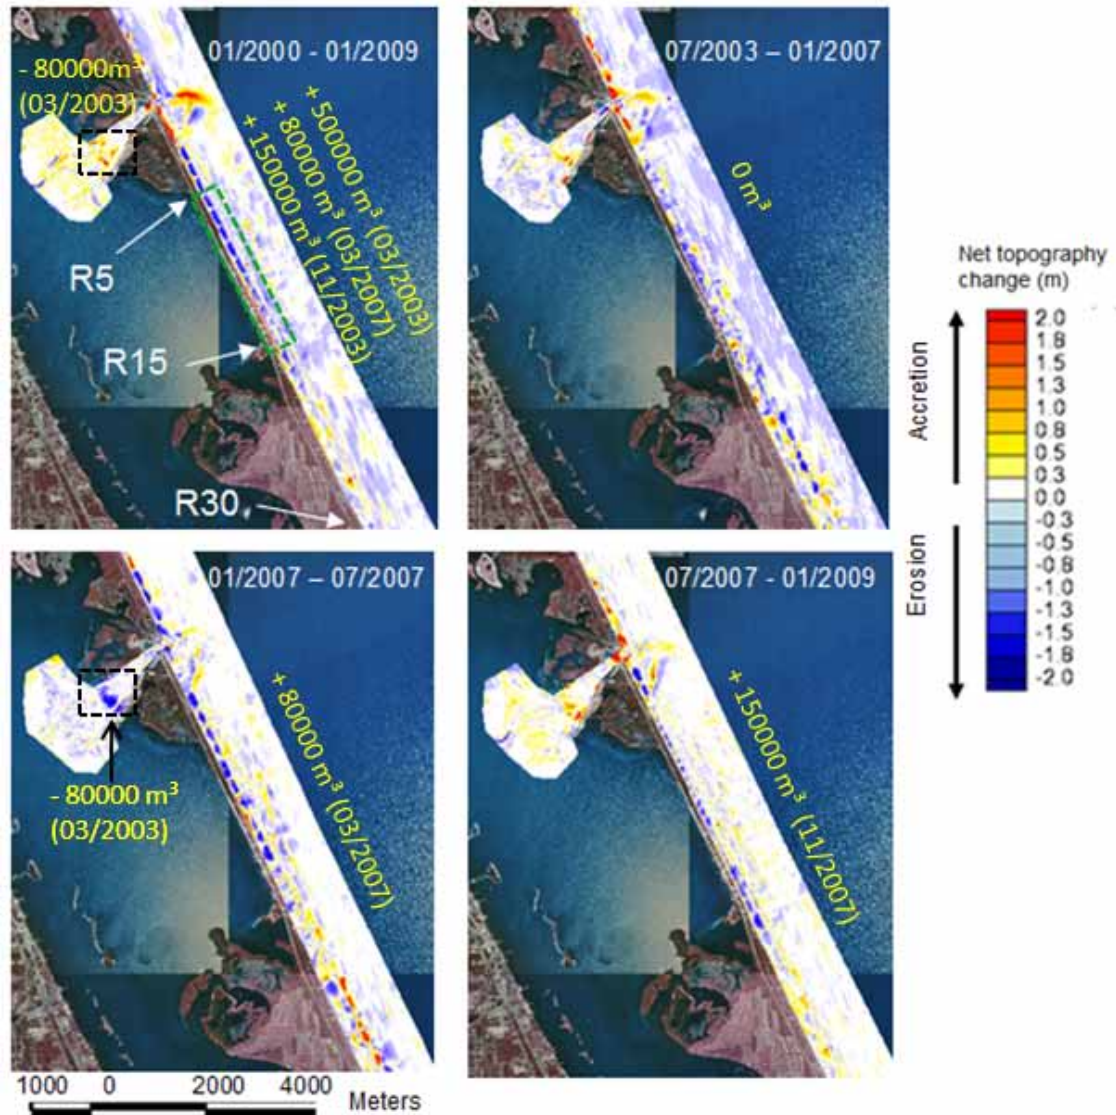 01/2000 - 01/2009
- 80000m³
(03/2003)
+ 500000 m³ (03/2003)
+ 80000 m³ (03/2007)
+ 150000 m³ (11/2003)
R5
R15
R30
07/2003 – 01/2007
0 m³
01/2007 – 07/2007
+ 80000 m³ (03/2007)
- 80000 m³
(03/2003)
07/2007 - 01/2009
+ 150000 m³ (11/2007)
Net topography
change (m)
Accretion
Erosion
2.0
1.8
1.5
1.3
1.0
0.8
0.5
0.3
0.0
-0.3
-0.5
-0.8
-1.0
-1.3
-1.5
-1.8
-2.0
1000 0 2000 4000
Meters